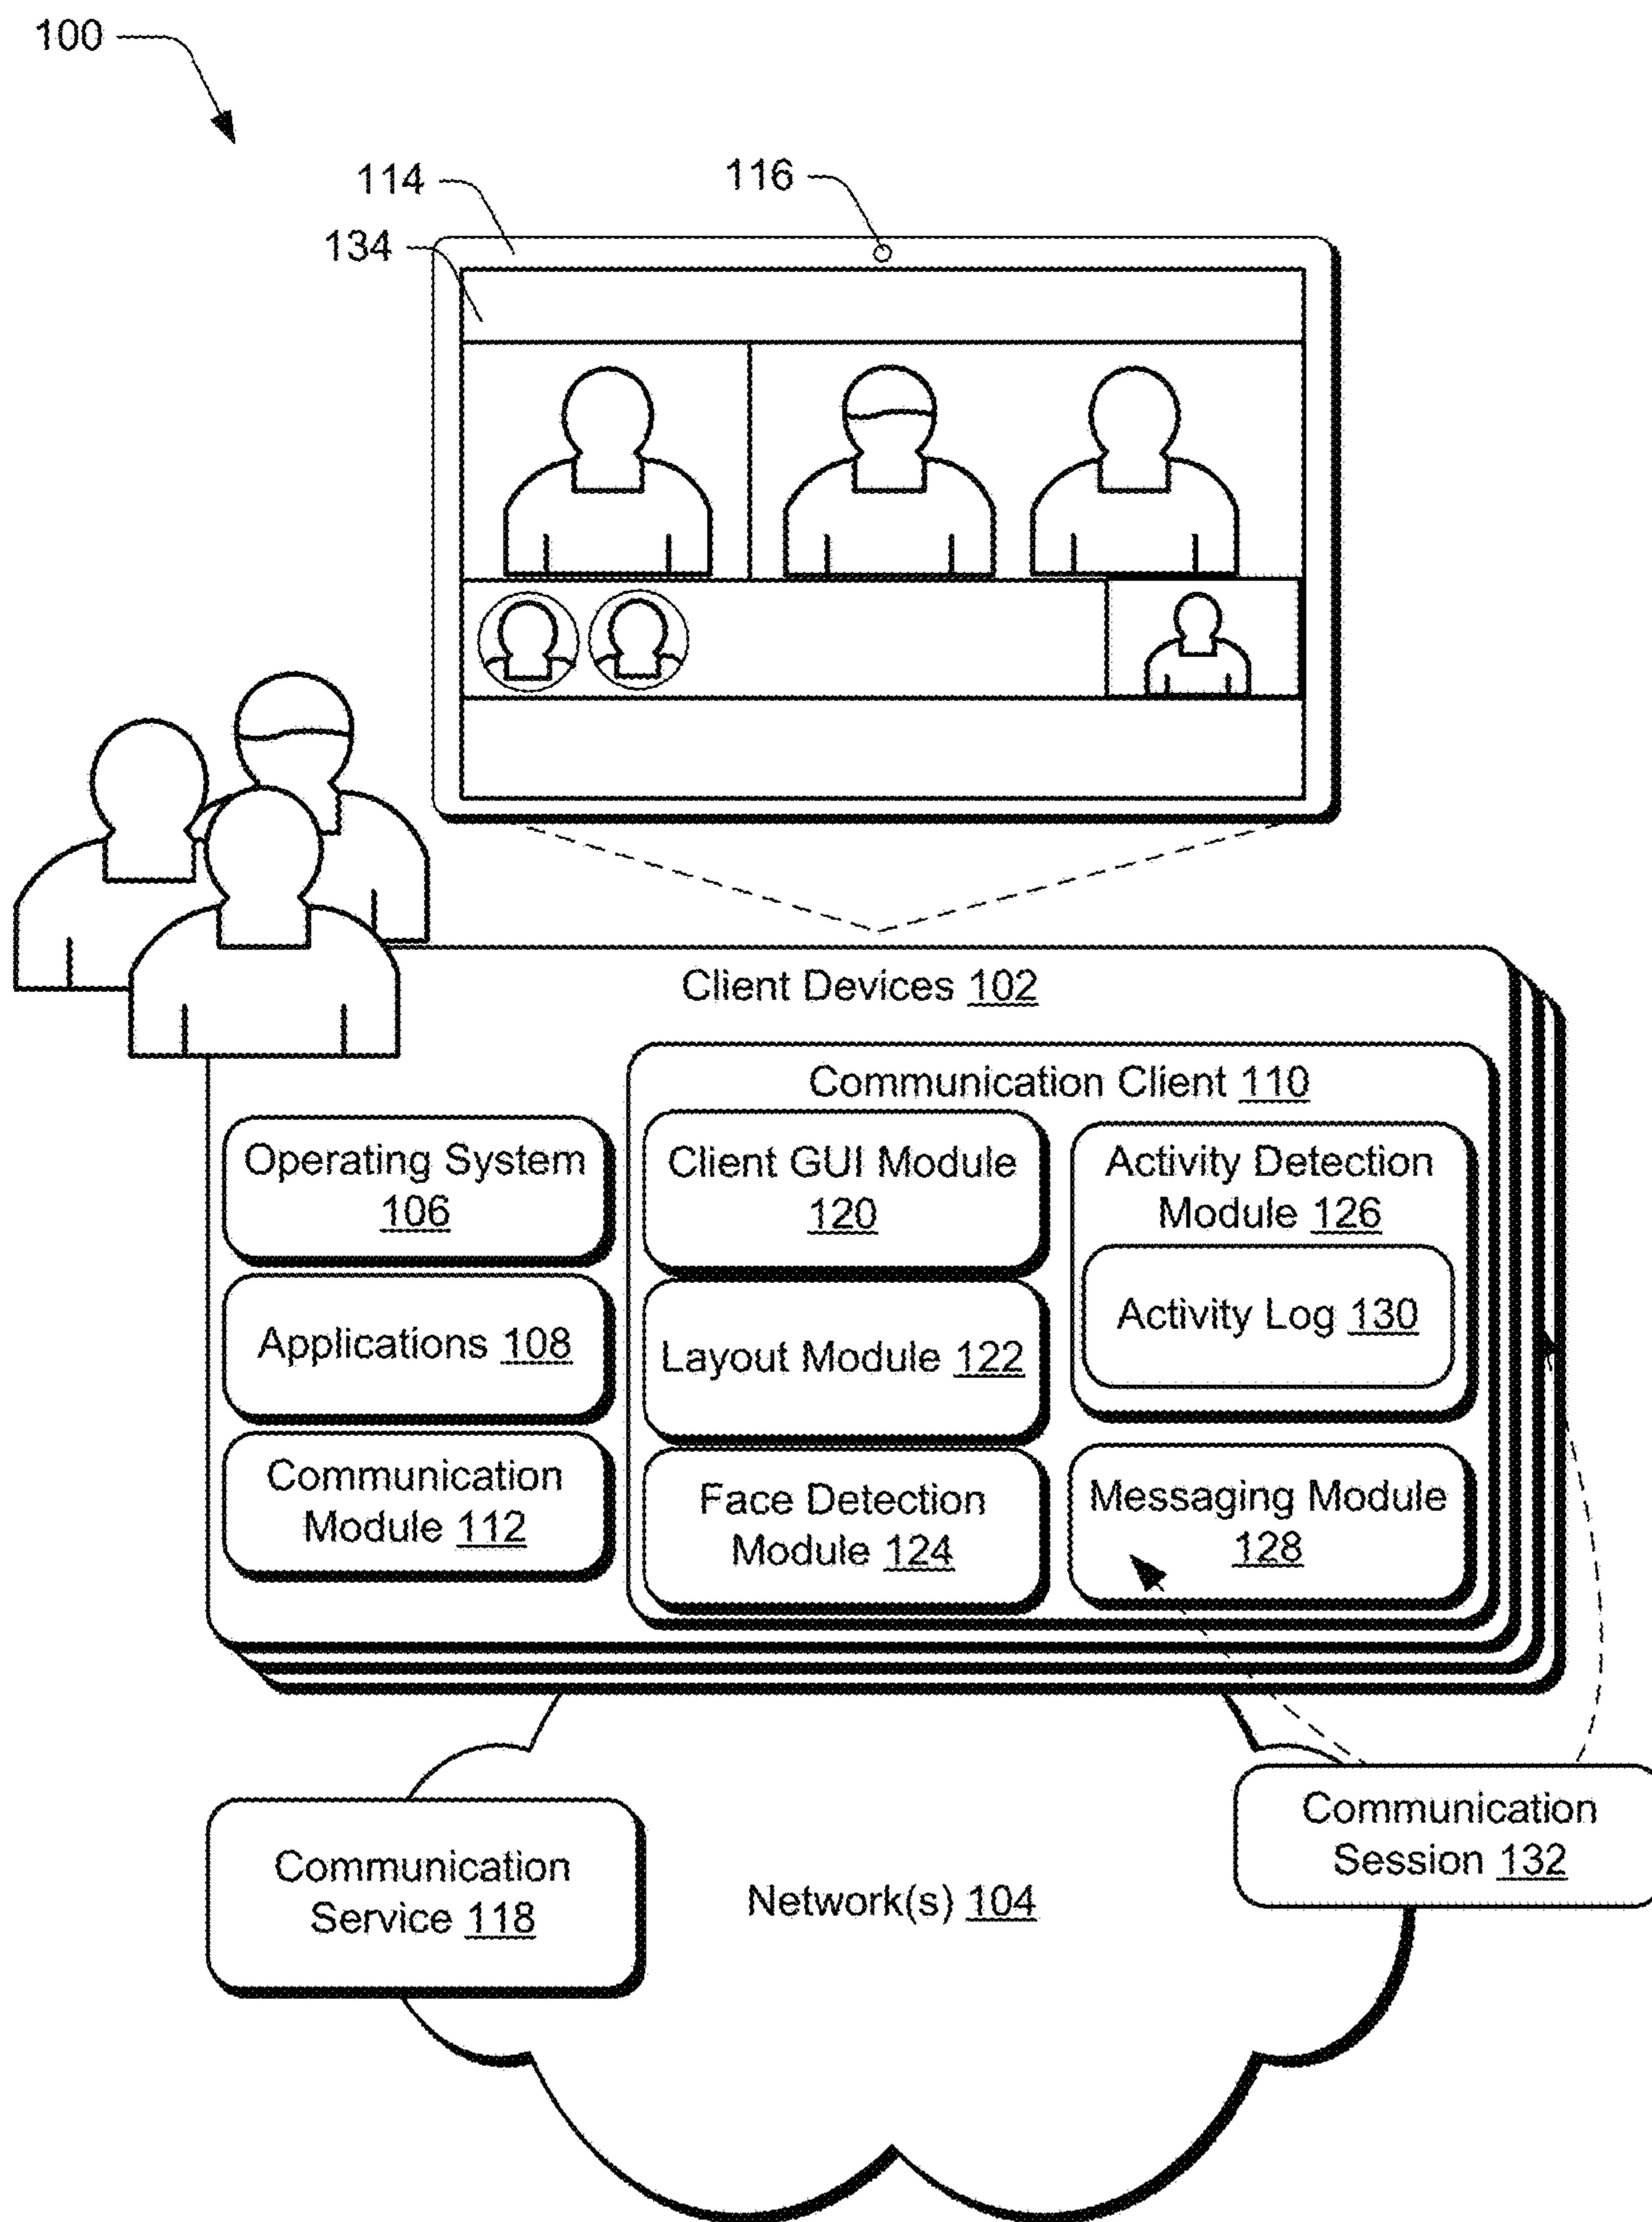 100
114
116
134
Client Devices 102
Communication Client 110
Operating System
106
Client GUI Module
120
Activity Detection
Module 126
Applications 108
Layout Module 122
Activity Log 130
Communication
Module 112
Face Detection
Module 124
Messaging Module
128
Communication
Service 118
Network(s) 104
Communication
Session 132